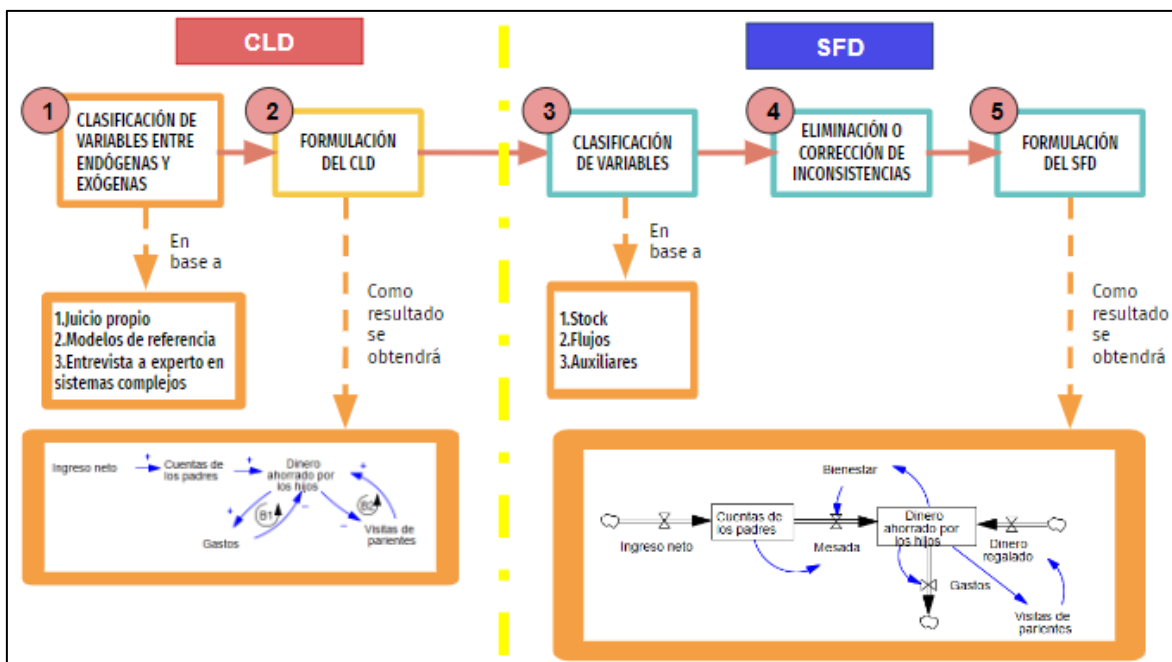 CLD
SFD
1
CLASIFICACIÓN DE
VARIABLES ENTRE
ENDÓGENAS Y
EXÓGENAS
2
FORMULACIÓN
DEL CLD
3
CLASIFICACIÓN
DE VARIABLES
4
ELIMINACIÓN O
CORRECCIÓN DE
INCONSISTENCIAS
5
FORMULACIÓN
DEL SFD
En
base a
Como
resultado
se
obtendrá
En
base a
Como
resultado
se
obtendrá
1.Juicio propio
2.Modelos de referencia
3.Entrevista a experto en
sistemas complejos
1.Stock
2.Flujos
3.Auxiliares
Ingreso neto
+
Cuentas de
los padres
+
Dinero
ahorrado por
los hijos
+
+
B1
−
B2
−
Gastos
Visitas de
parientes
Bienestar
Cuentas de
los padres
Dinero
ahorrado por
los hijos
Ingreso neto
Mesada
Dinero
regalado
Gastos
Visitas de
parientes